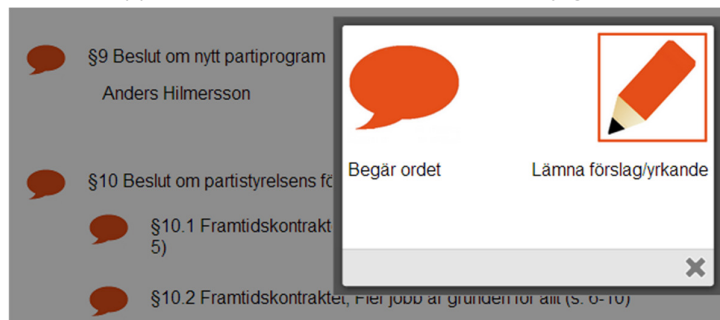 §9 Beslut om nytt partiprogram
Anders Hilmersson
§10 Beslut om partistyrelsens fö
§10.1 Framtidskontrakt
5)
§10.2 Framtidskontraktet, Fler jobb är grunden för allt (s. 6-10)
Begär ordet
Lämna förslag/yrkande